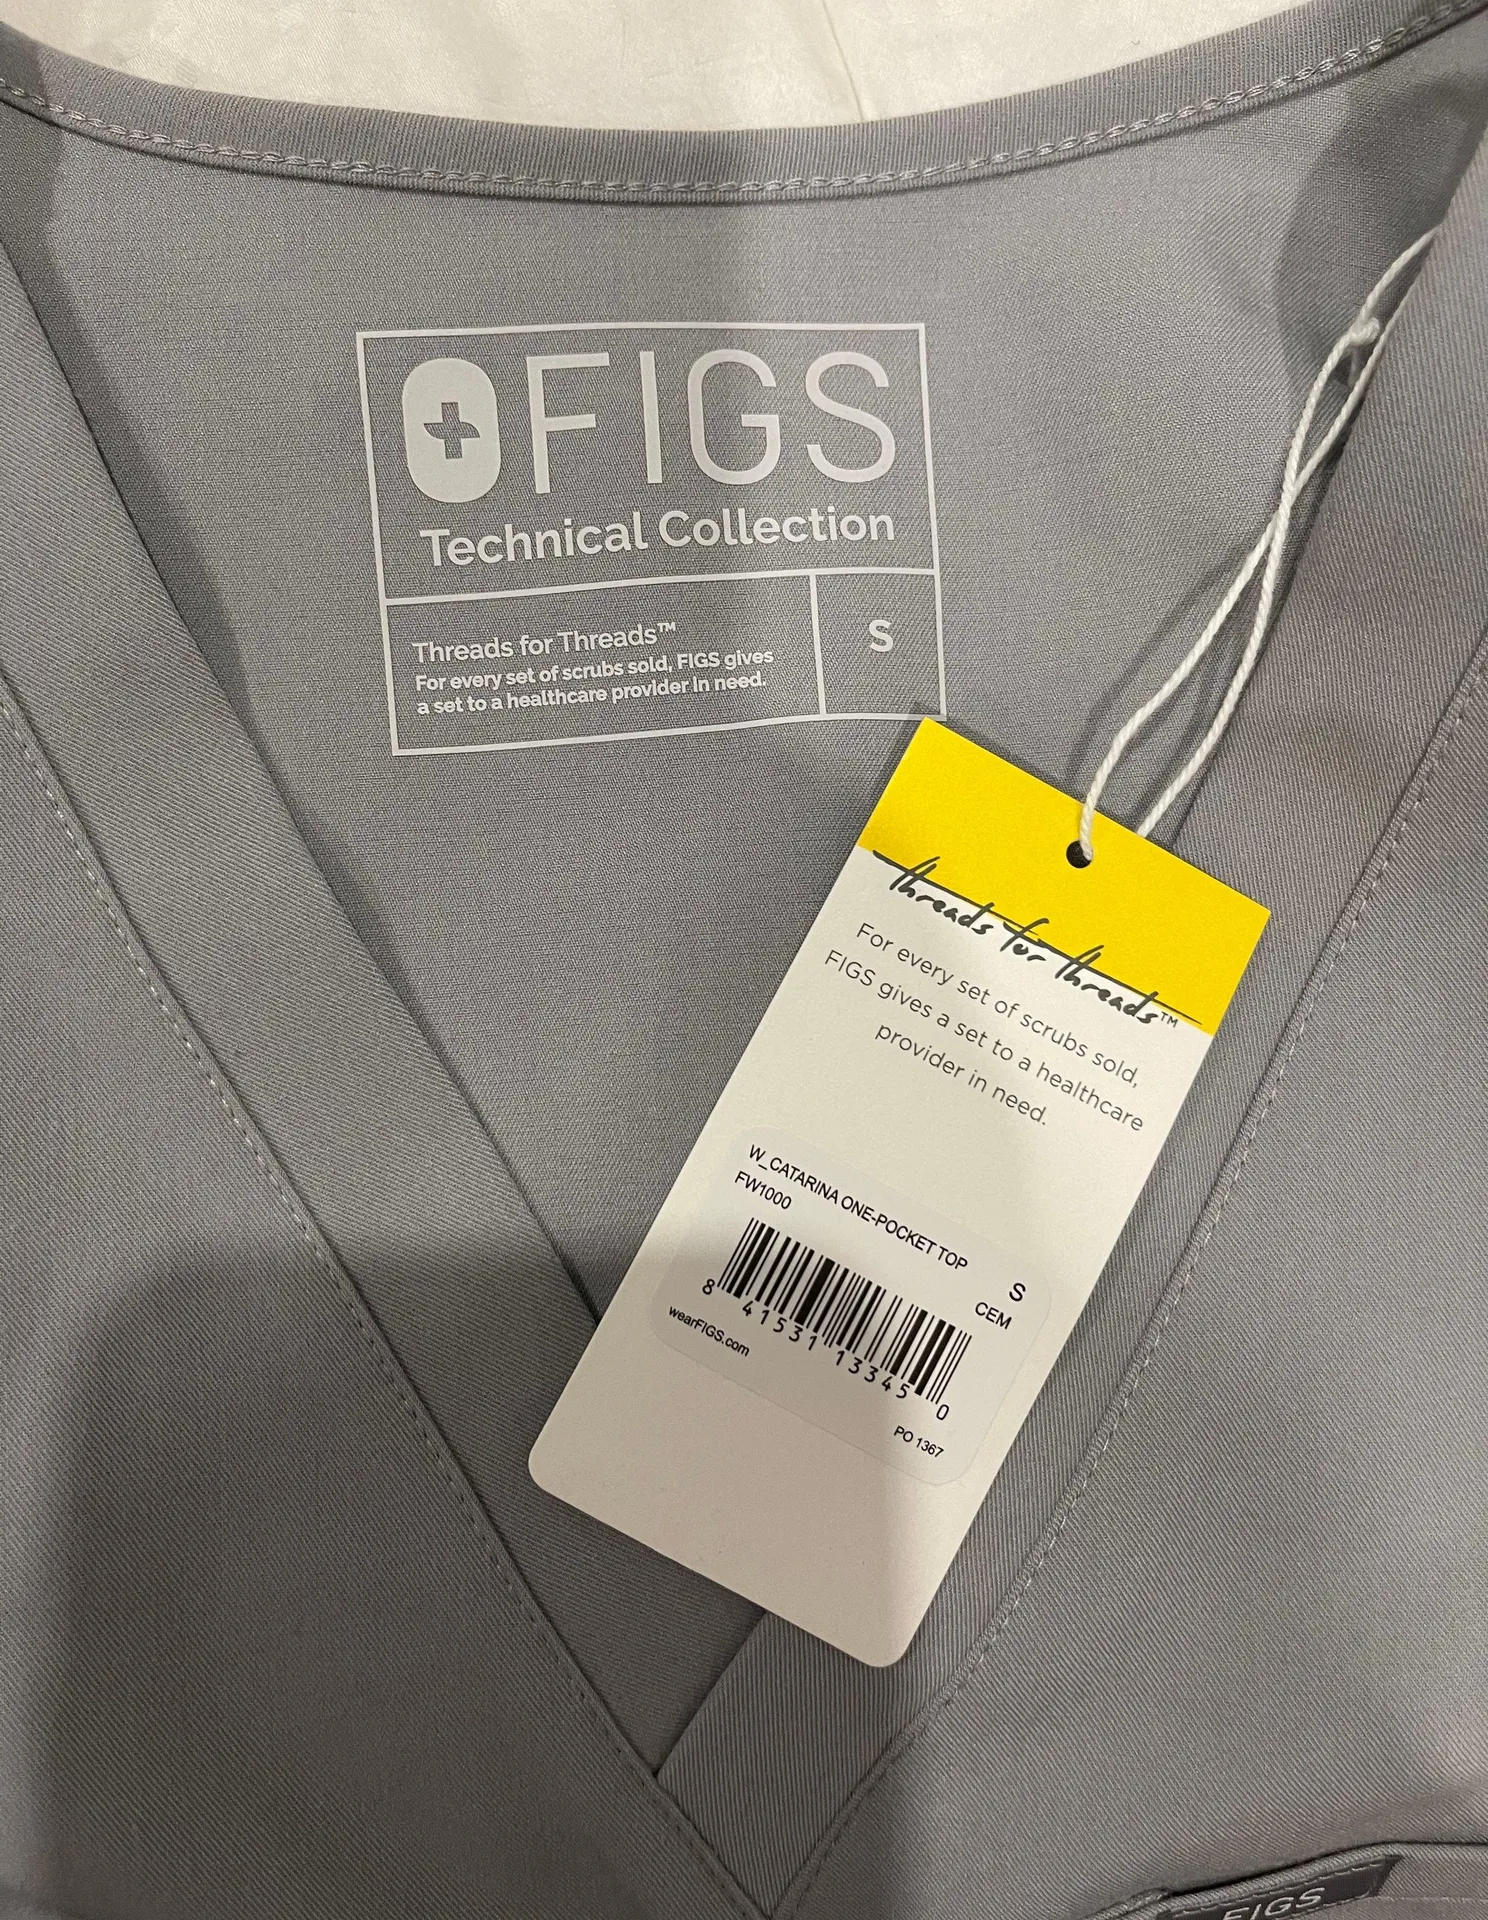 FIGS
Technical Collection
Threads for Threads™
For every set of scrubs sold, FIGS gives
a set to a healthcare provider in need.
S
threads for threads™
For every set of scrubs sold,
FIGS gives a set to a healthcare
provider in need.
W_CATARINA ONE-POCKET TOP
FW1000
S
CEM
8 41531 13345 0
wearFIGS.com
PO 1367
FIGS